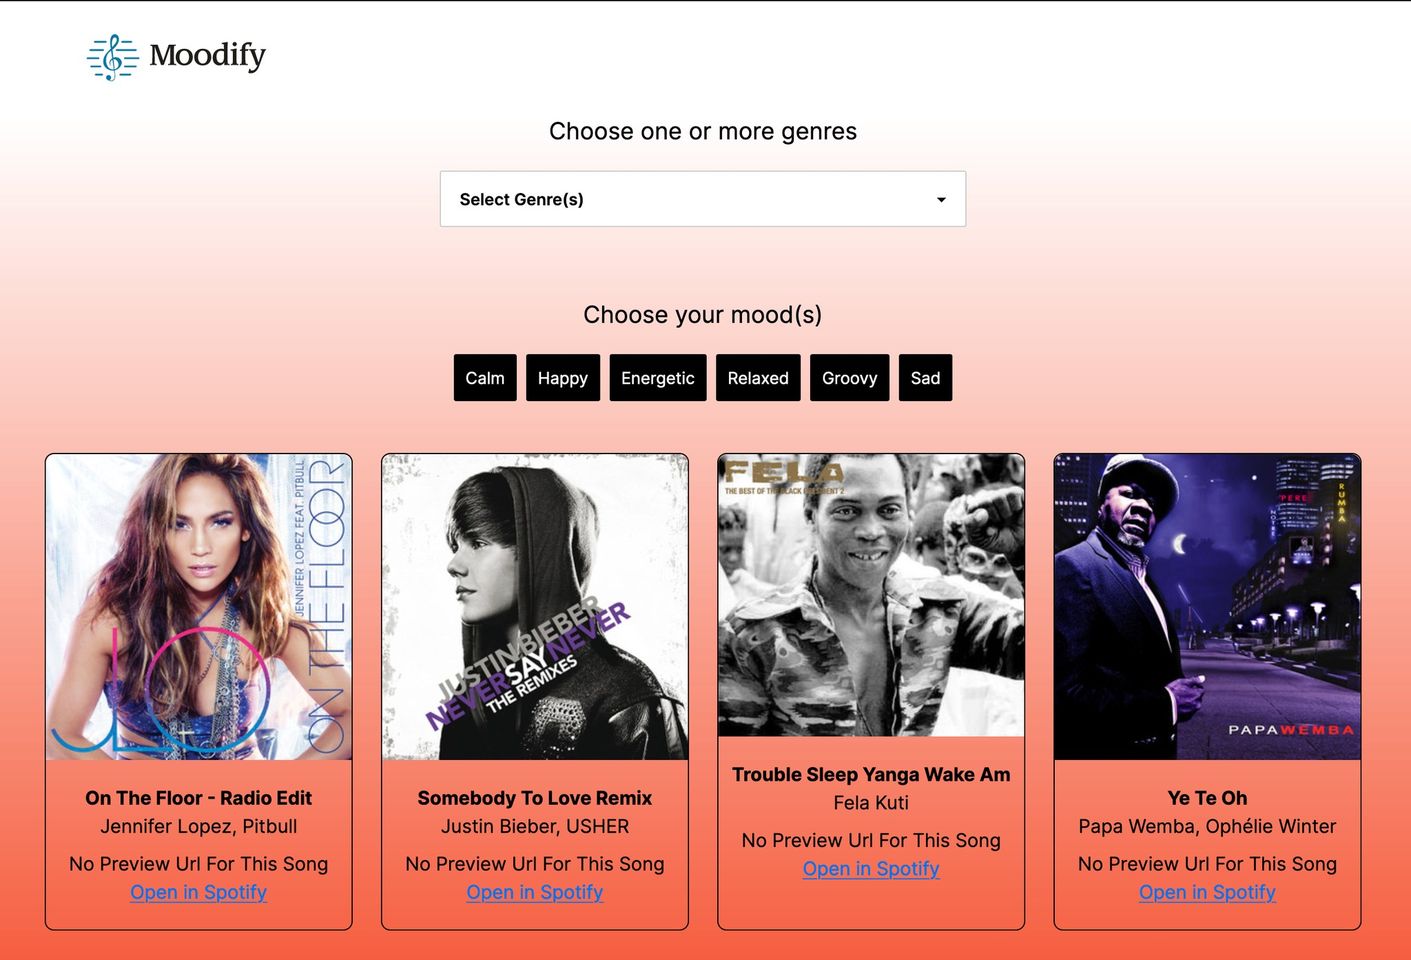 Moodify
Choose one or more genres
Select Genre(s)
Choose your mood(s)
Calm
Happy
Energetic
Relaxed
Groovy
Sad
JENNIFER LOPEZ FEAT. PITBULL
ON THE FLOOR
JLO
On The Floor - Radio Edit
Jennifer Lopez, Pitbull
No Preview Url For This Song
Open in Spotify
JUSTIN BIEBER
NEVER SAY NEVER
THE REMIXES
Somebody To Love Remix
Justin Bieber, USHER
No Preview Url For This Song
Open in Spotify
FELA
THE BEST OF THE BLACK PRESIDENT 2
Trouble Sleep Yanga Wake Am
Fela Kuti
No Preview Url For This Song
Open in Spotify
NOTRE
PERE
RUMBA
PAPAWEMBA
Ye Te Oh
Papa Wemba, Ophélie Winter
No Preview Url For This Song
Open in Spotify